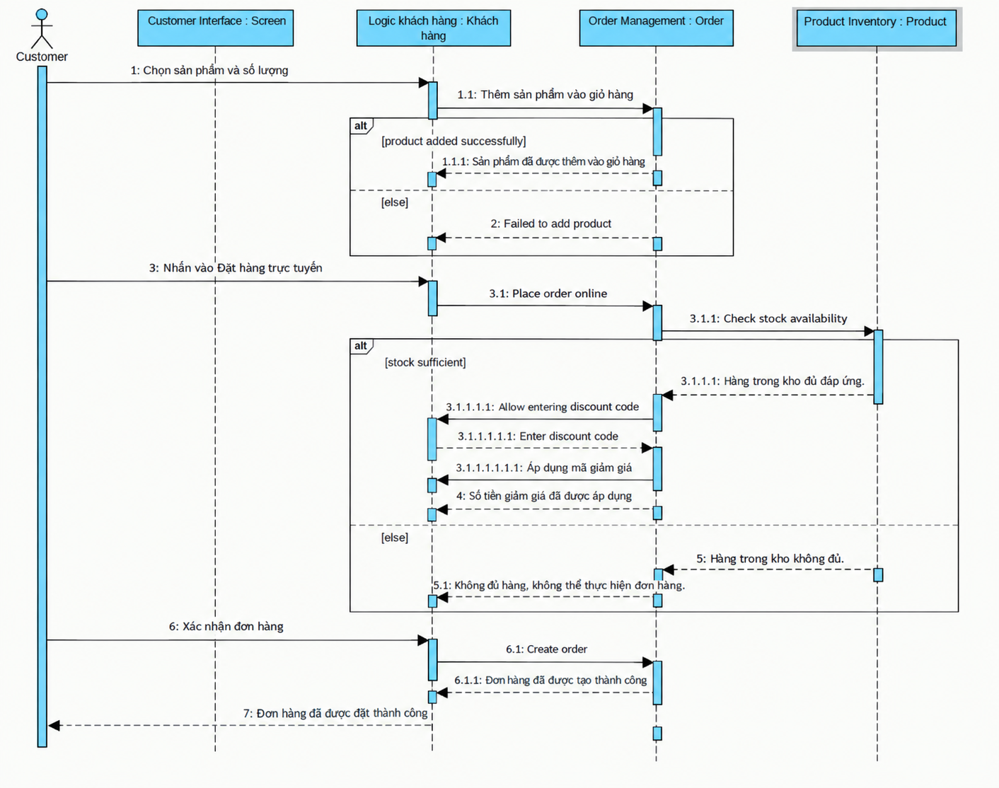 Customer Interface : Screen
Logic khách hàng : Khách
hàng
Order Management : Order
Product Inventory : Product
Customer
1: Chọn sản phẩm và số lượng
1.1: Thêm sản phẩm vào giỏ hàng
alt
[product added successfully]
1.1.1: Sản phẩm đã được thêm vào giỏ hàng
[else]
2: Failed to add product
3: Nhấn vào Đặt hàng trực tuyến
3.1: Place order online
3.1.1: Check stock availability
alt
[stock sufficient]
3.1.1.1: Hàng trong kho đủ đáp ứng.
3.1.1.1.1: Allow entering discount code
3.1.1.1.1.1: Enter discount code
3.1.1.1.1.1.1: Áp dụng mã giảm giá
4: Số tiền giảm giá đã được áp dụng
[else]
5: Hàng trong kho không đủ.
5.1: Không đủ hàng, không thể thực hiện đơn hàng.
6: Xác nhận đơn hàng
6.1: Create order
6.1.1: Đơn hàng đã được tạo thành công
7: Đơn hàng đã được đặt thành công